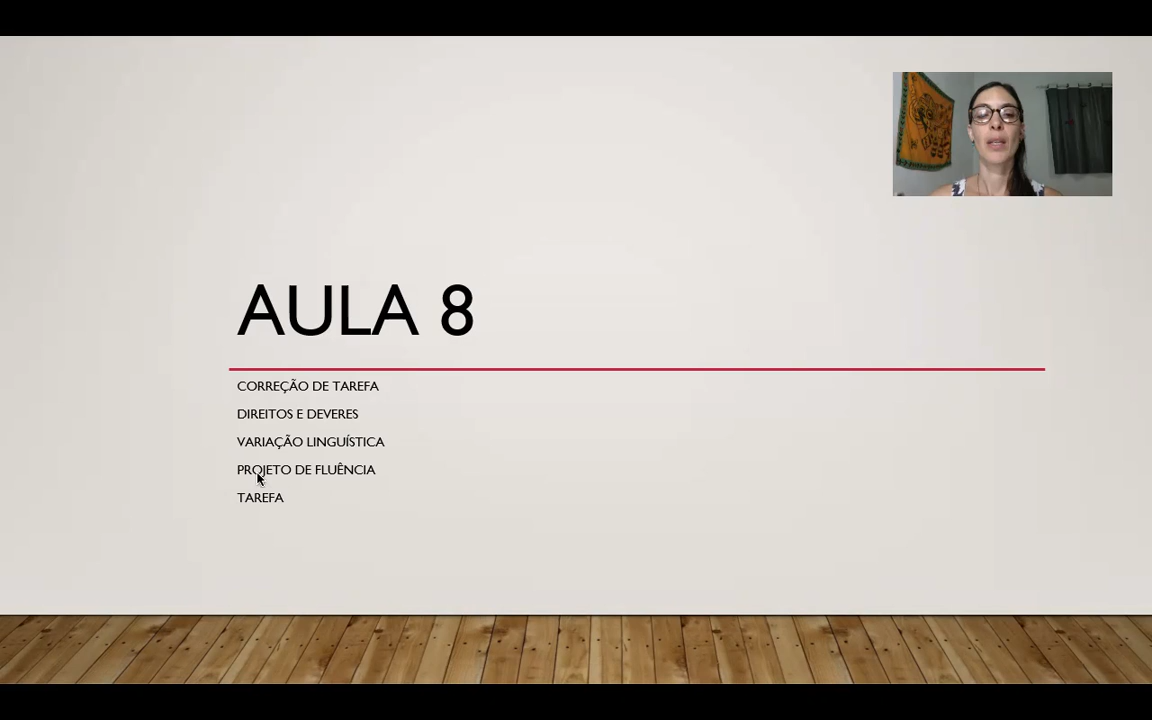 AULA 8
CORREÇÃO DE TAREFA
DIREITOS E DEVERES
VARIAÇÃO LINGUÍSTICA
PROJETO DE FLUÊNCIA
TAREFA